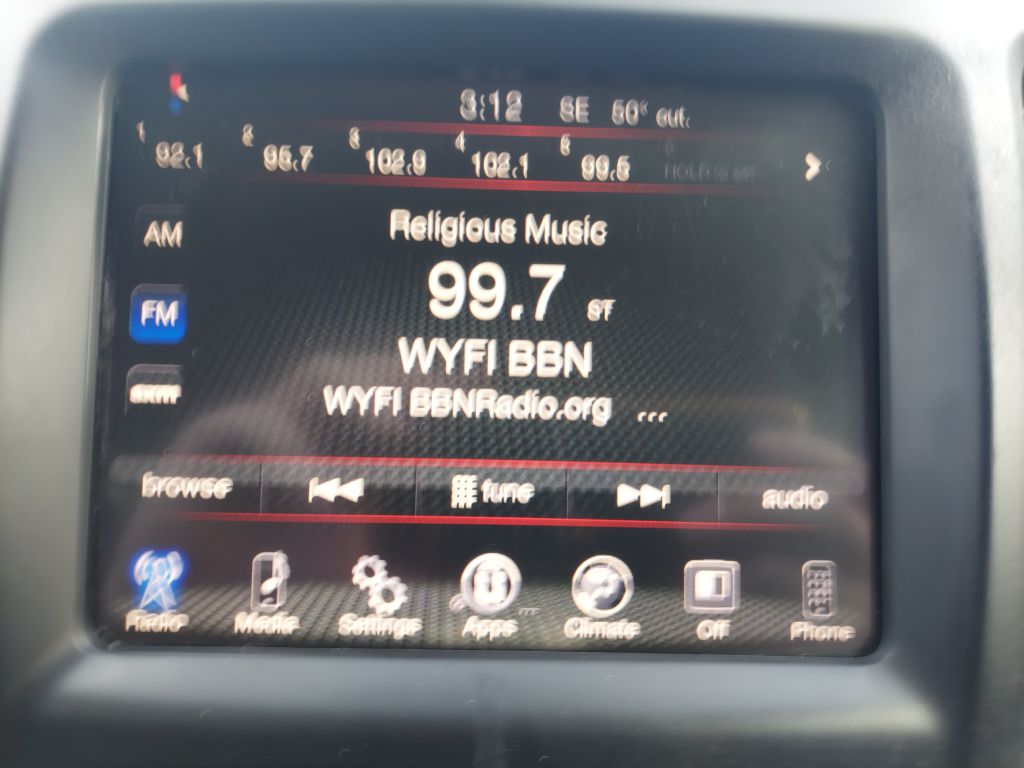 3:12 SE 50° out
1 92.1 2 95.7 3 102.9 4 102.1 5 99.5
AM
Religious Music
99.7 ST
FM
WYFI BBN
sxm
WYFI BBNRadio.org ...
browse tune audio
Radio Media Settings Apps Climate Off Phone